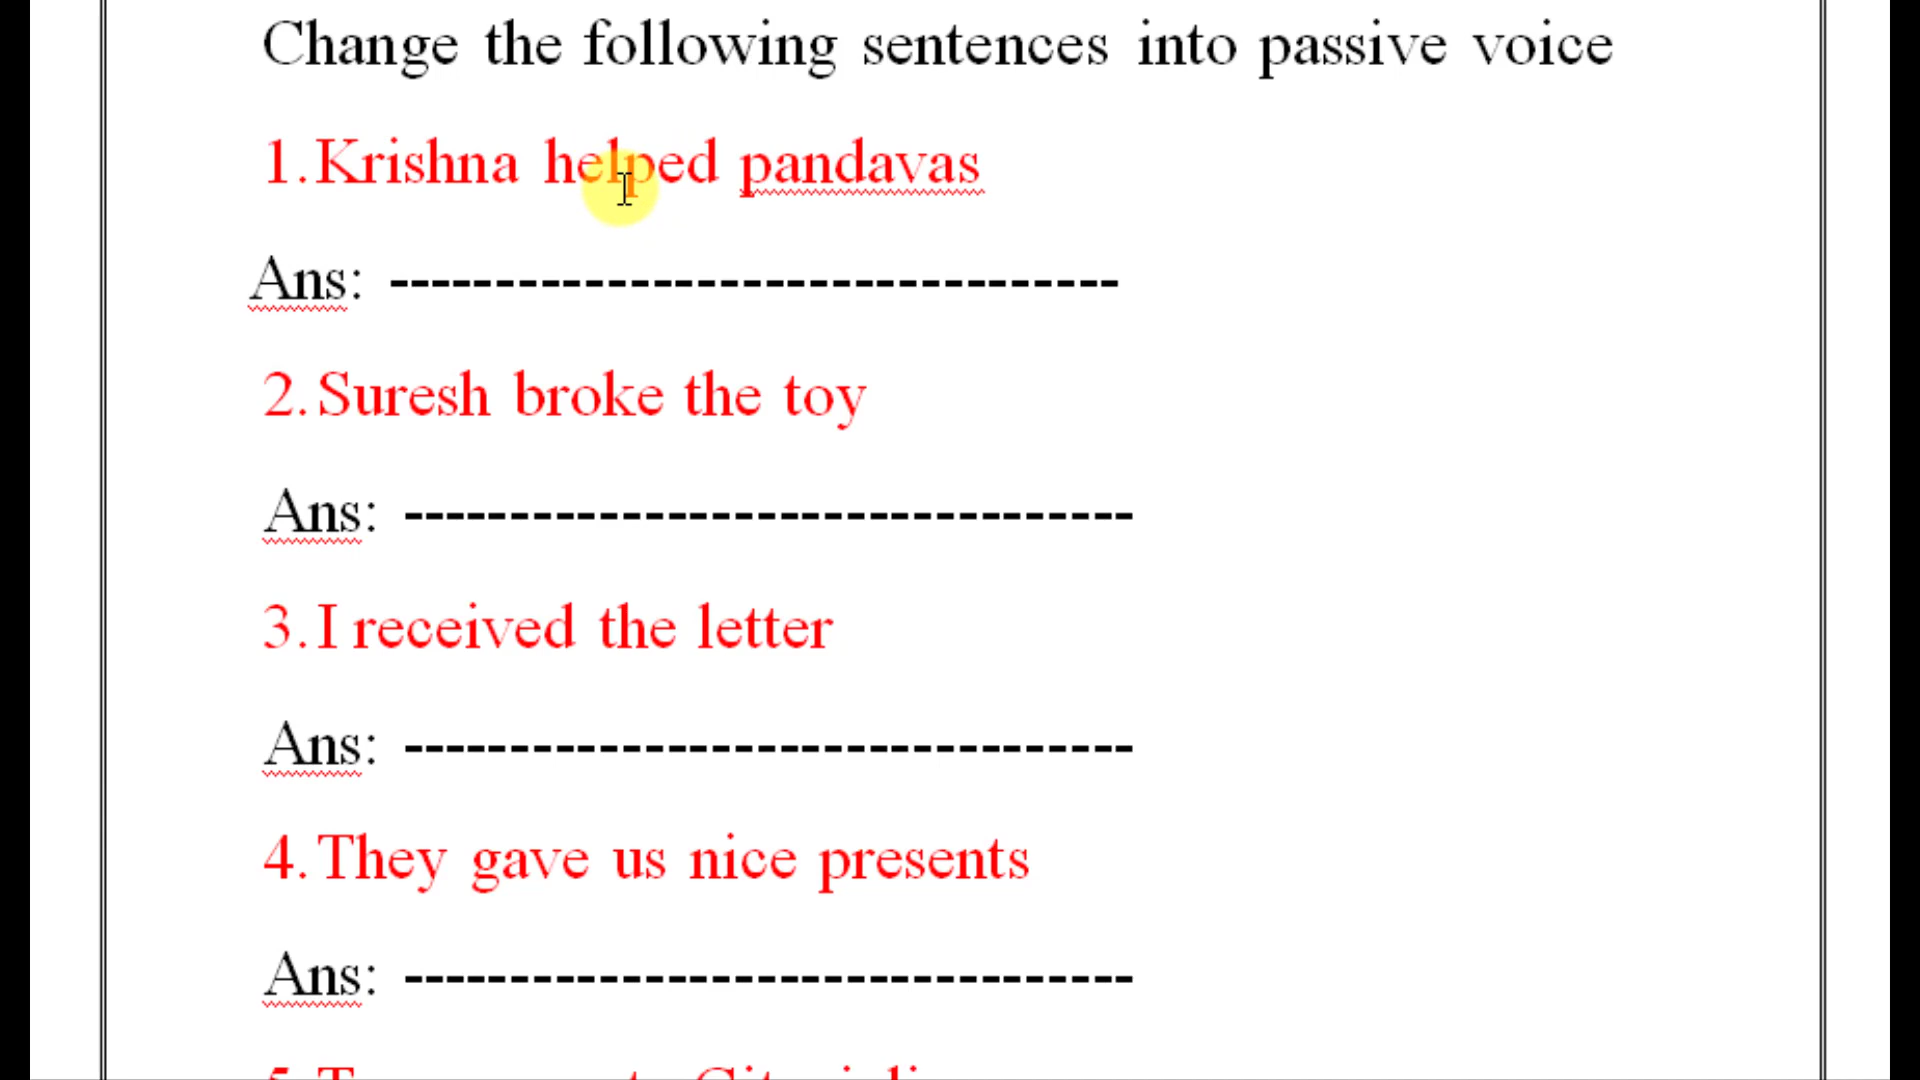 Change the following sentences into passive voice
1. Krishna helped pandavas
Ans: ---------------------------------
2. Suresh broke the toy
Ans: ---------------------------------
3. I received the letter
Ans: ---------------------------------
4. They gave us nice presents
Ans: ---------------------------------